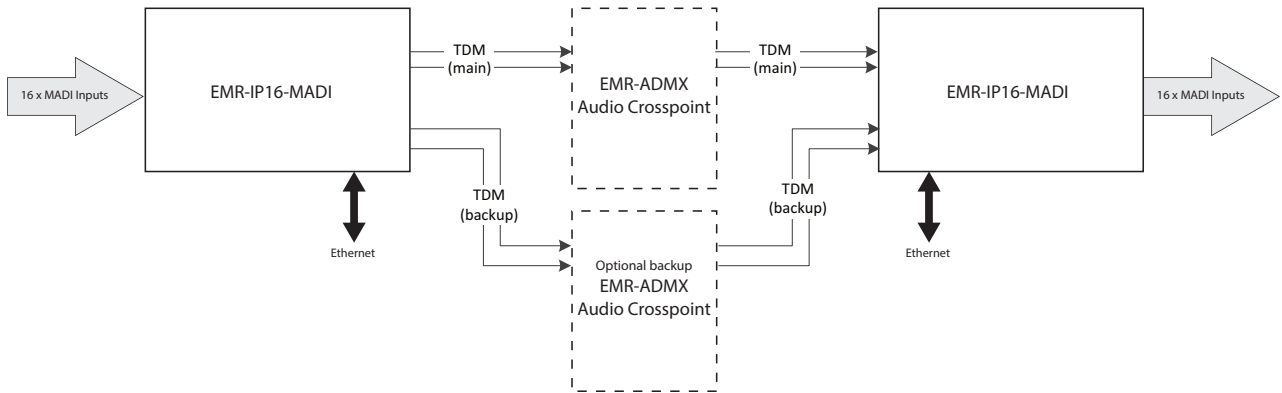 16 x MADI Inputs
EMR-IP16-MADI
Ethernet
TDM
(main)
TDM
(backup)
EMR-ADMX
Audio Crosspoint
Optional backup
EMR-ADMX
Audio Crosspoint
TDM
(main)
TDM
(backup)
EMR-IP16-MADI
Ethernet
16 x MADI Inputs